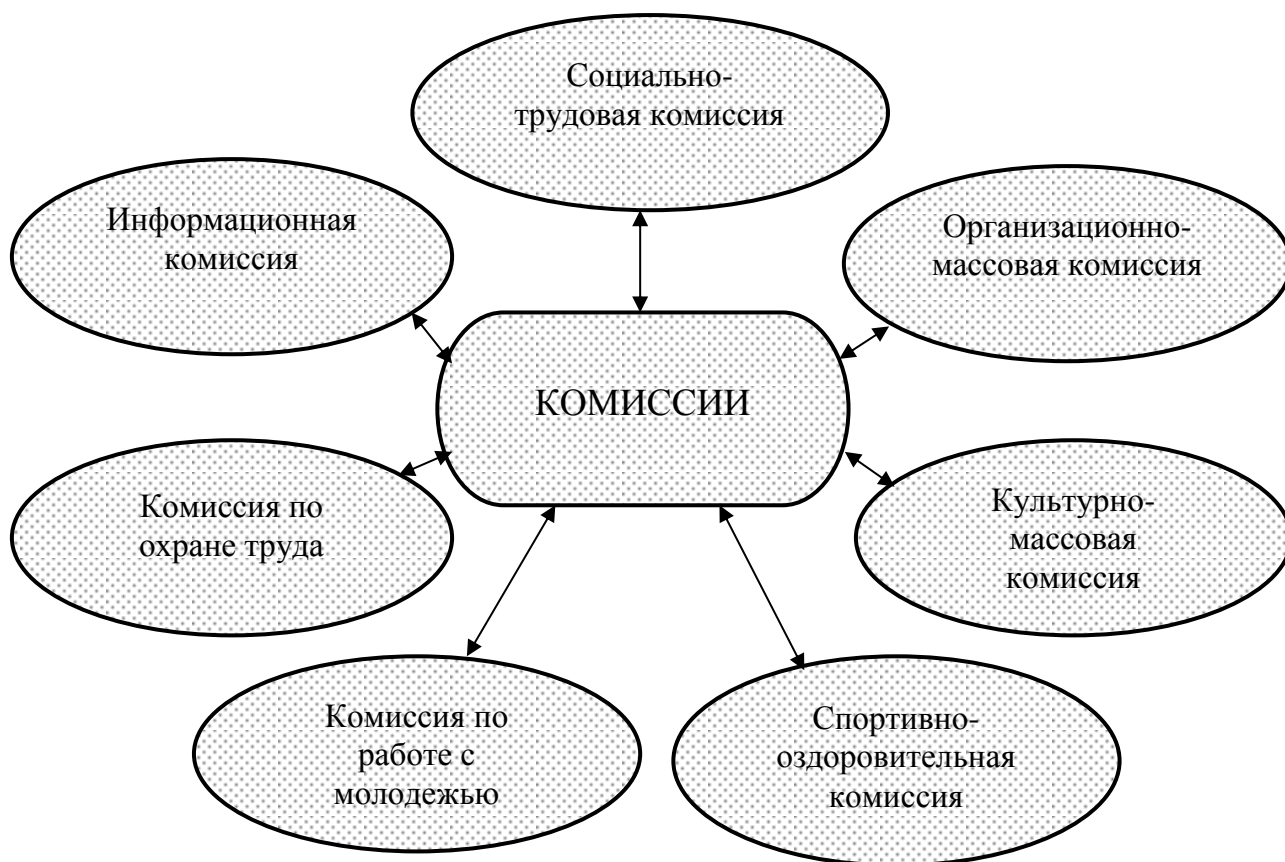 Социально-
трудовая комиссия
Информационная
комиссия
Организационно-
массовая комиссия
КОМИССИИ
Комиссия по
охране труда
Культурно-
массовая
комиссия
Комиссия по
работе с
молодежью
Спортивно-
оздоровительная
комиссия